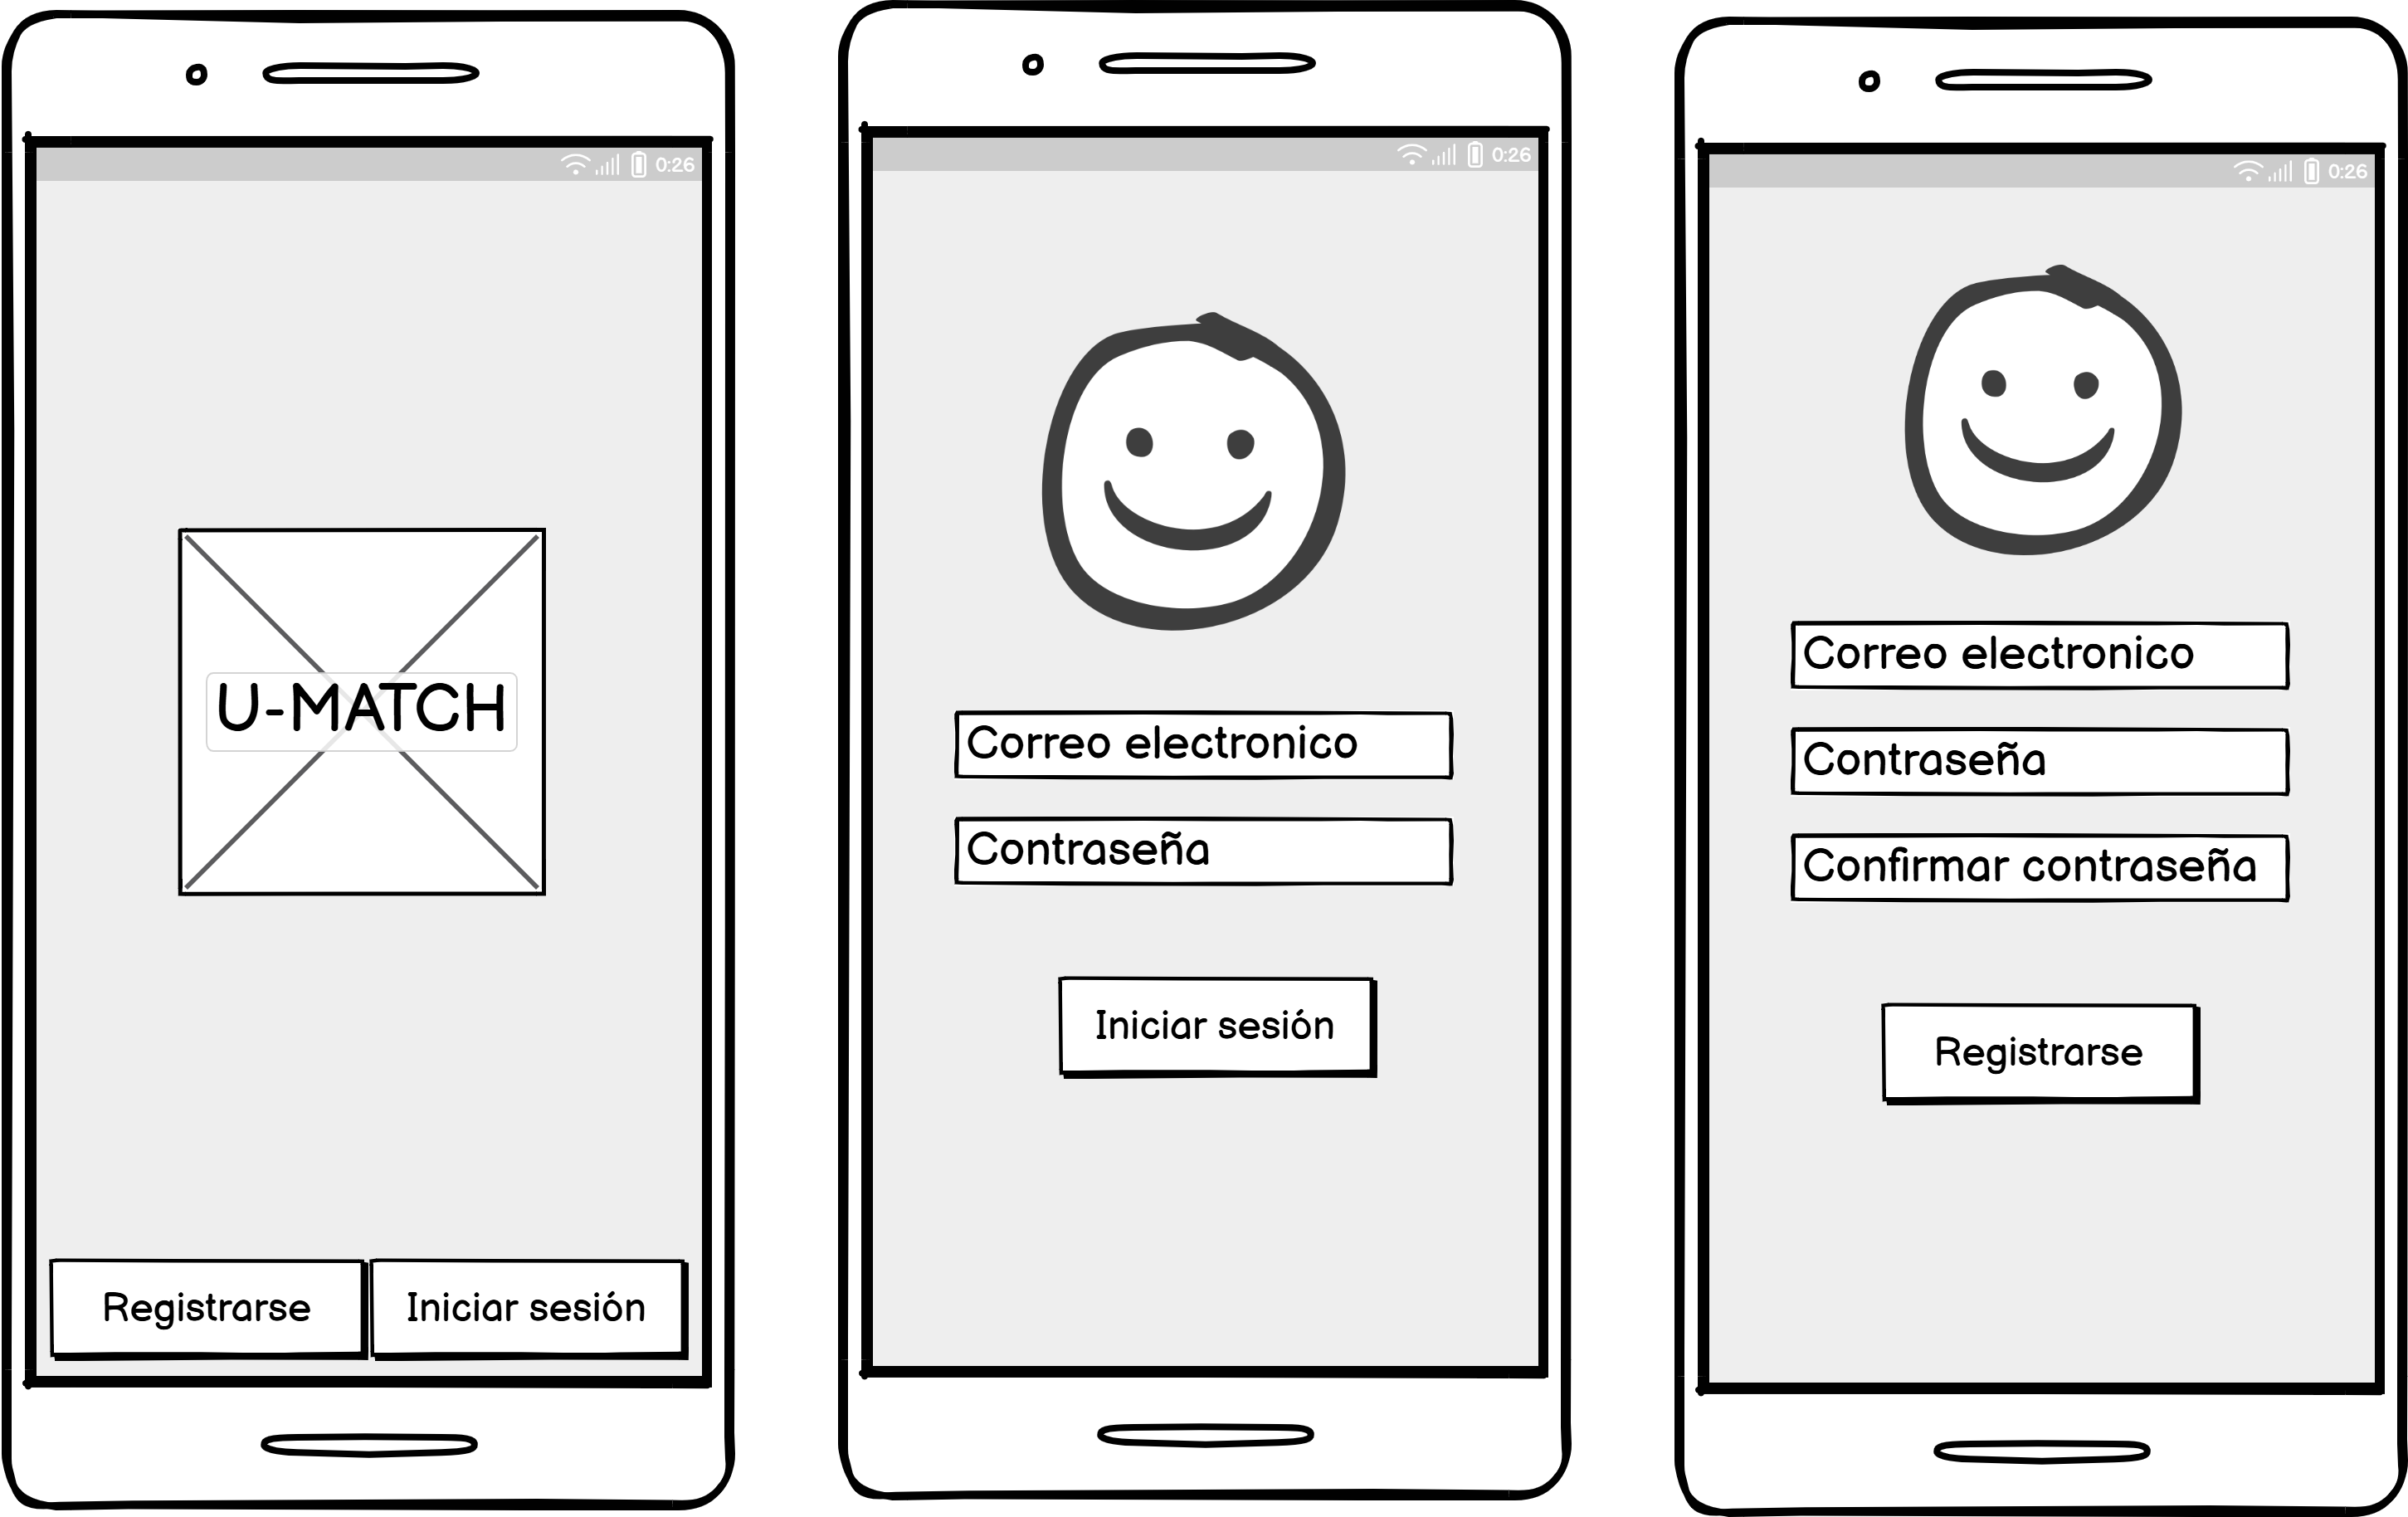 0:26
U-MATCH
Registrarse
Iniciar sesión
0:26
Correo electronico
Contraseña
Iniciar sesión
0:26
Correo electronico
Contraseña
Confirmar contraseña
Registrarse